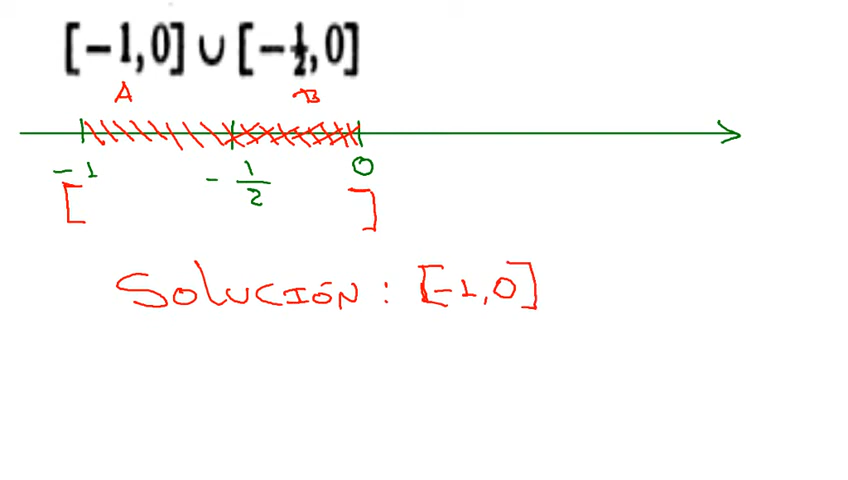 [-1,0] ∪ [-½,0]
A B
-1 -1/2 0
[ ]
SOLUCIÓN: [-1,0]